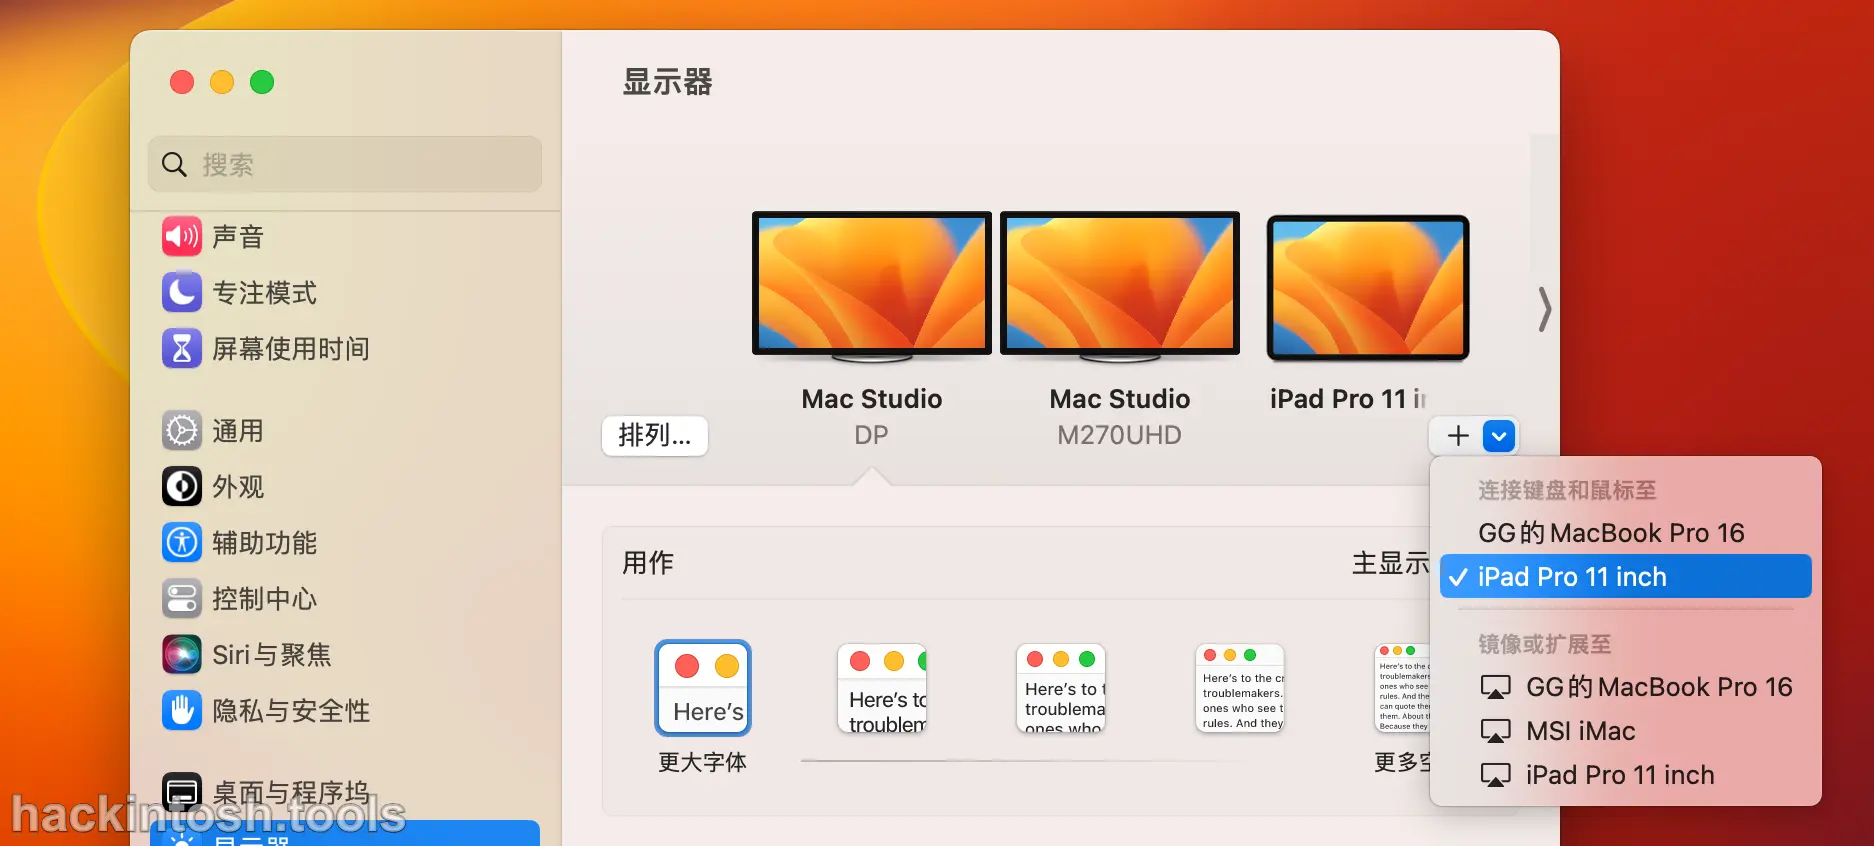 显示器
搜索
声音
专注模式
屏幕使用时间
通用
外观
辅助功能
控制中心
Siri与聚焦
隐私与安全性
桌面与程序坞
显示器
hackintosh.tools
Mac Studio
DP
Mac Studio
M270UHD
iPad Pro 11 i
排列...
用作
主显示
Here's
更大字体
Here's to
troublem
Here's to t
troublema
ones who
Here's to the cr
troublemakers.
ones who see t
rules. And they
Here's to the c
troublemakers
ones who see
rules. And the
can quote the
them. About t
Because they
更多空
连接键盘和鼠标至
GG的MacBook Pro 16
iPad Pro 11 inch
镜像或扩展至
GG的MacBook Pro 16
MSI iMac
iPad Pro 11 inch